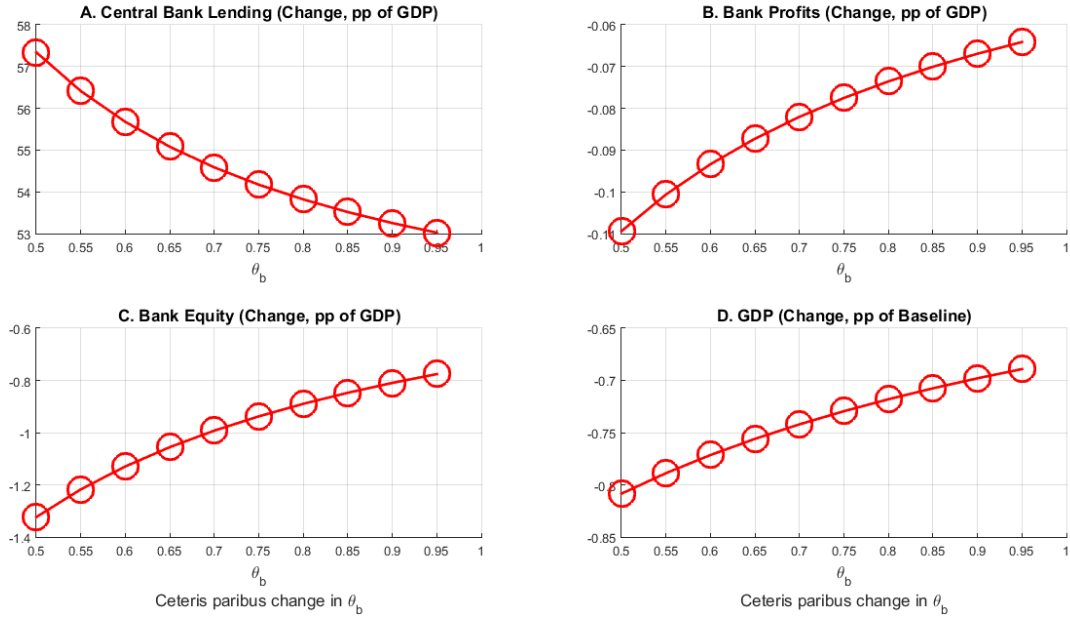 A. Central Bank Lending (Change, pp of GDP)
58
57
56
55
54
53
0.5 0.55 0.6 0.65 0.7 0.75 0.8 0.85 0.9 0.95 1
θb
B. Bank Profits (Change, pp of GDP)
-0.06
-0.07
-0.08
-0.09
-0.1
-0.11
0.5 0.55 0.6 0.65 0.7 0.75 0.8 0.85 0.9 0.95 1
θb
C. Bank Equity (Change, pp of GDP)
-0.6
-0.8
-1
-1.2
-1.4
0.5 0.55 0.6 0.65 0.7 0.75 0.8 0.85 0.9 0.95 1
θb
Ceteris paribus change in θb
D. GDP (Change, pp of Baseline)
-0.65
-0.7
-0.75
-0.8
-0.85
0.5 0.55 0.6 0.65 0.7 0.75 0.8 0.85 0.9 0.95 1
θb
Ceteris paribus change in θb